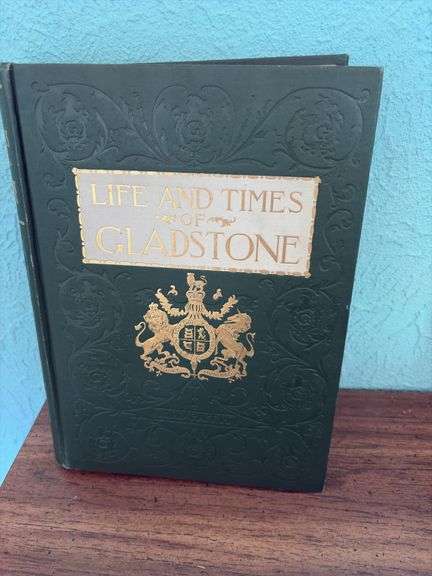 LIFE AND TIMES
OF
GLADSTONE